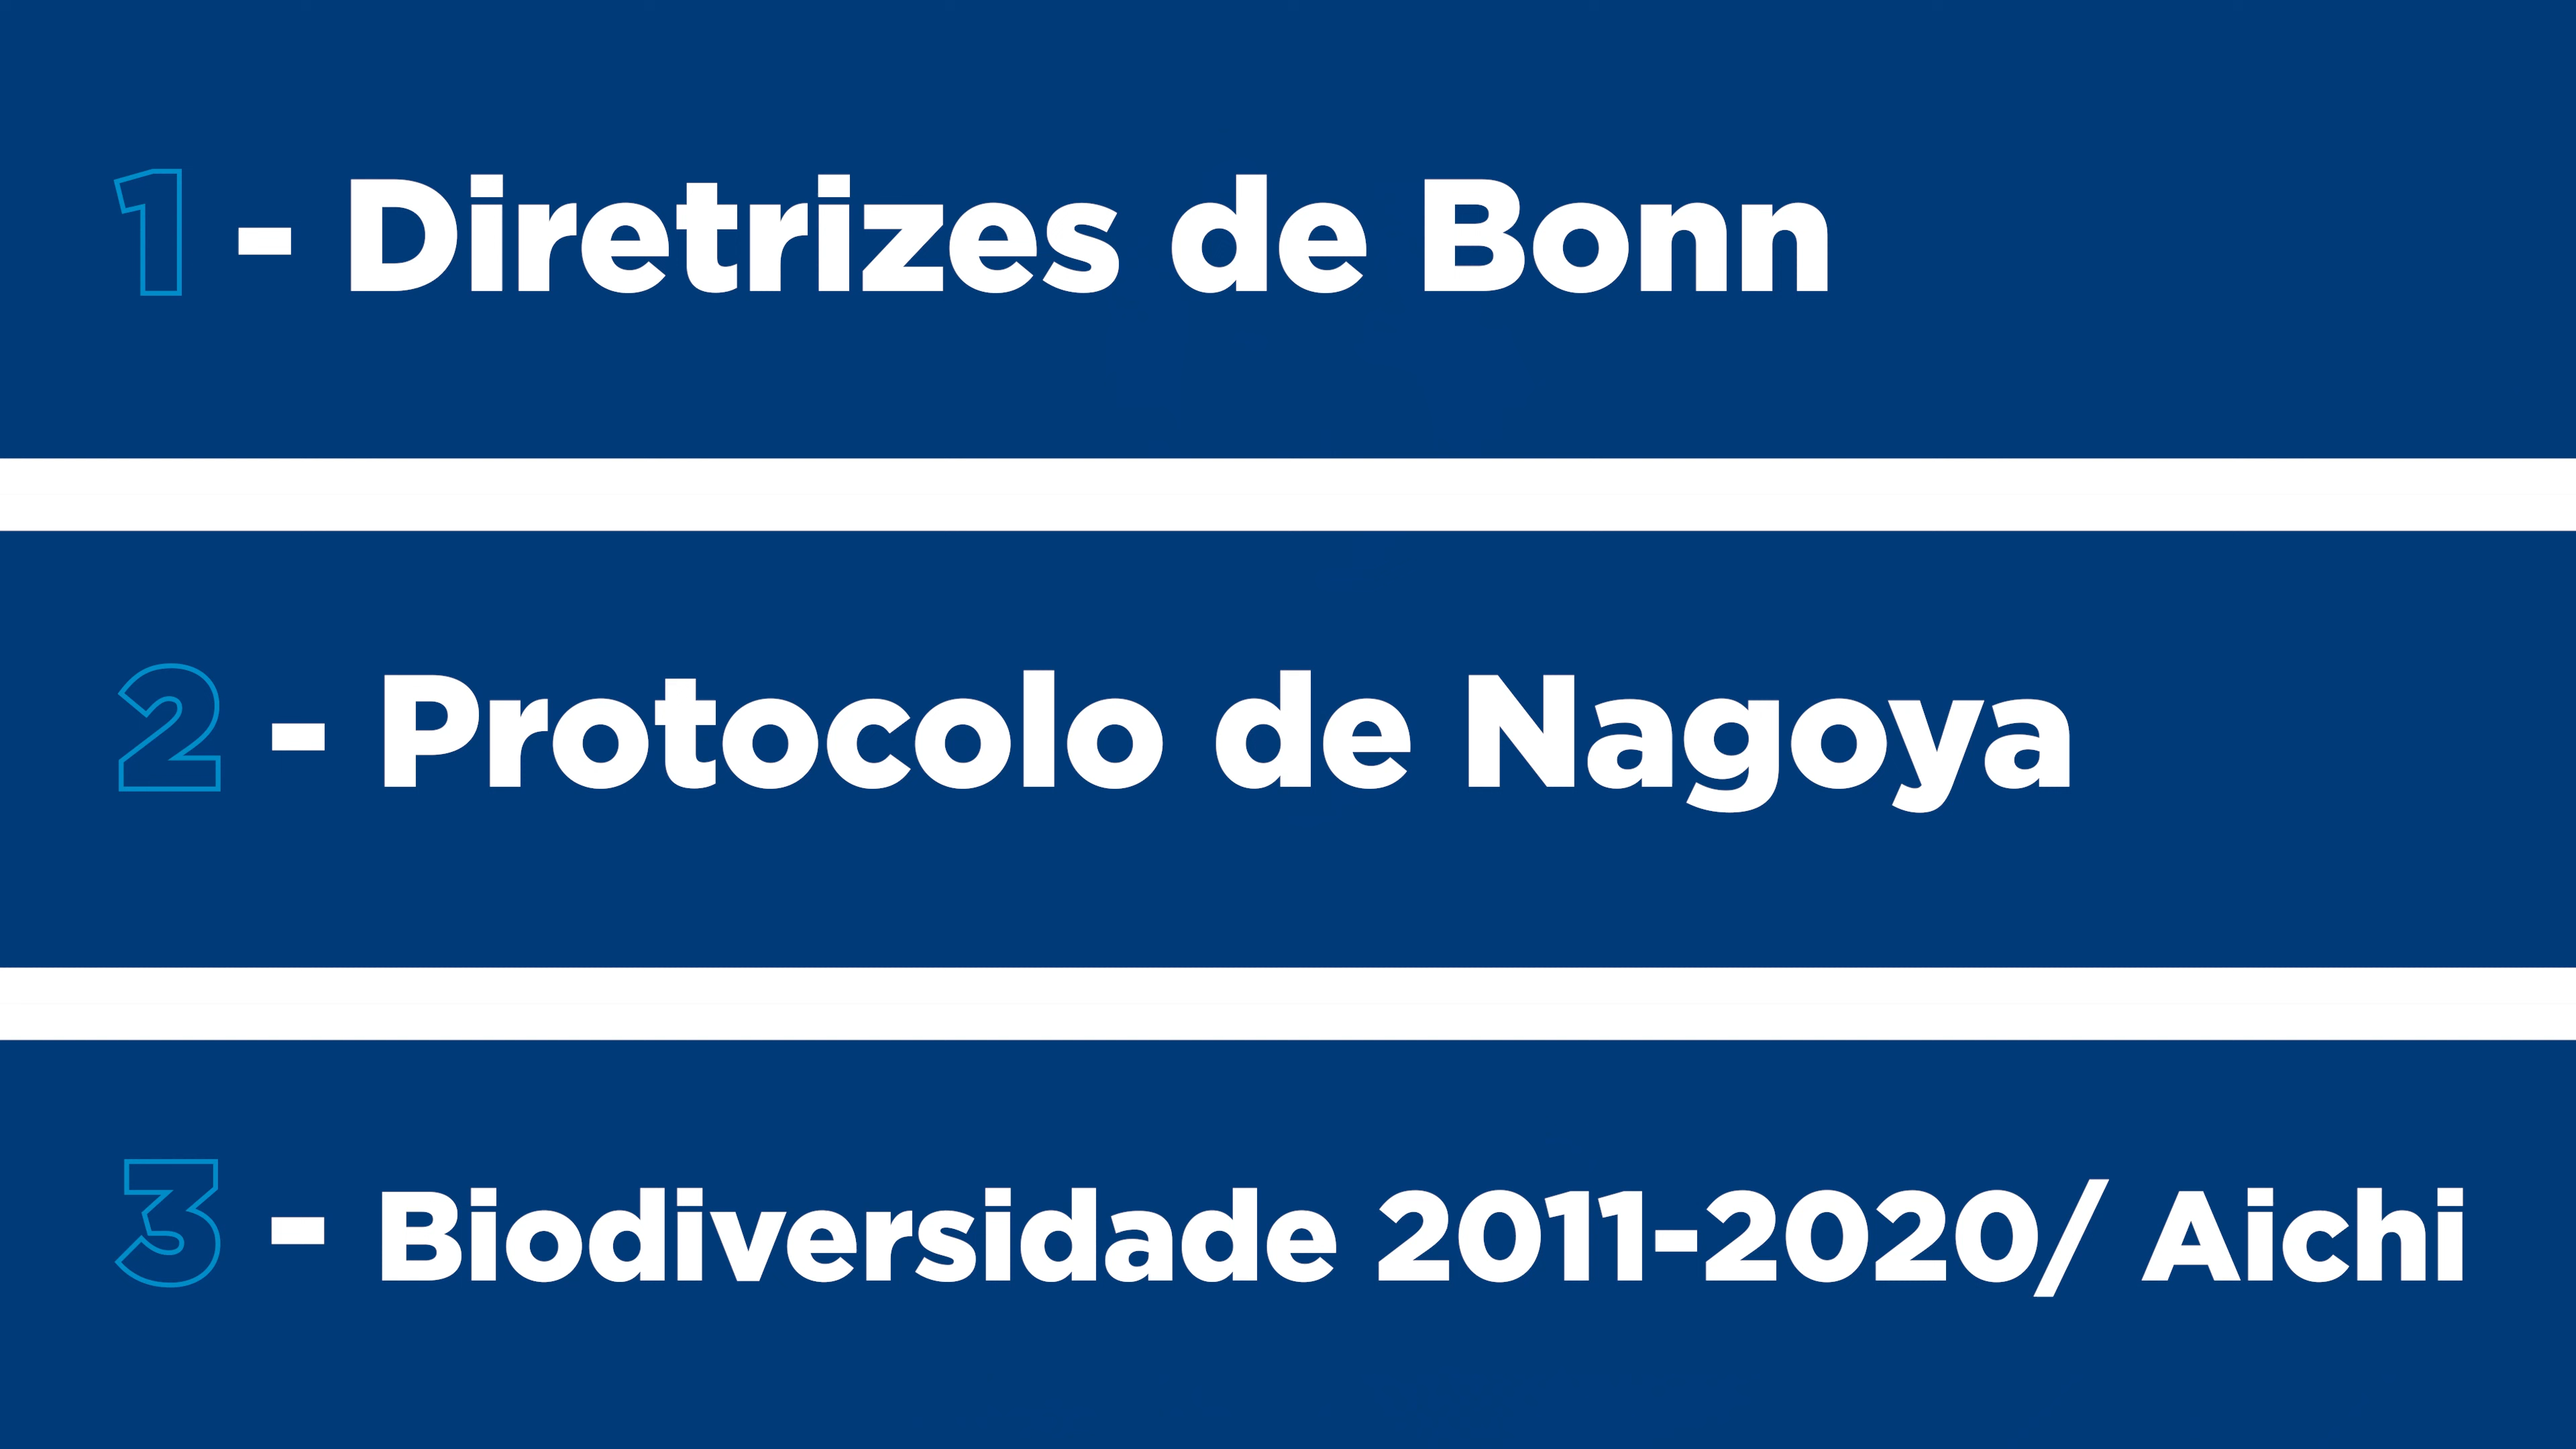 1 - Diretrizes de Bonn
2 - Protocolo de Nagoya
3 - Biodiversidade 2011-2020/ Aichi